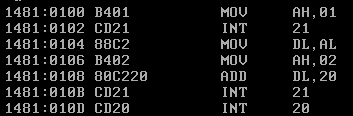 1481:0100 B401 MOV AH,01
1481:0102 CD21 INT 21
1481:0104 88C2 MOV DL,AL
1481:0106 B402 MOV AH,02
1481:0108 80C220 ADD DL,20
1481:010B CD21 INT 21
1481:010D CD20 INT 20